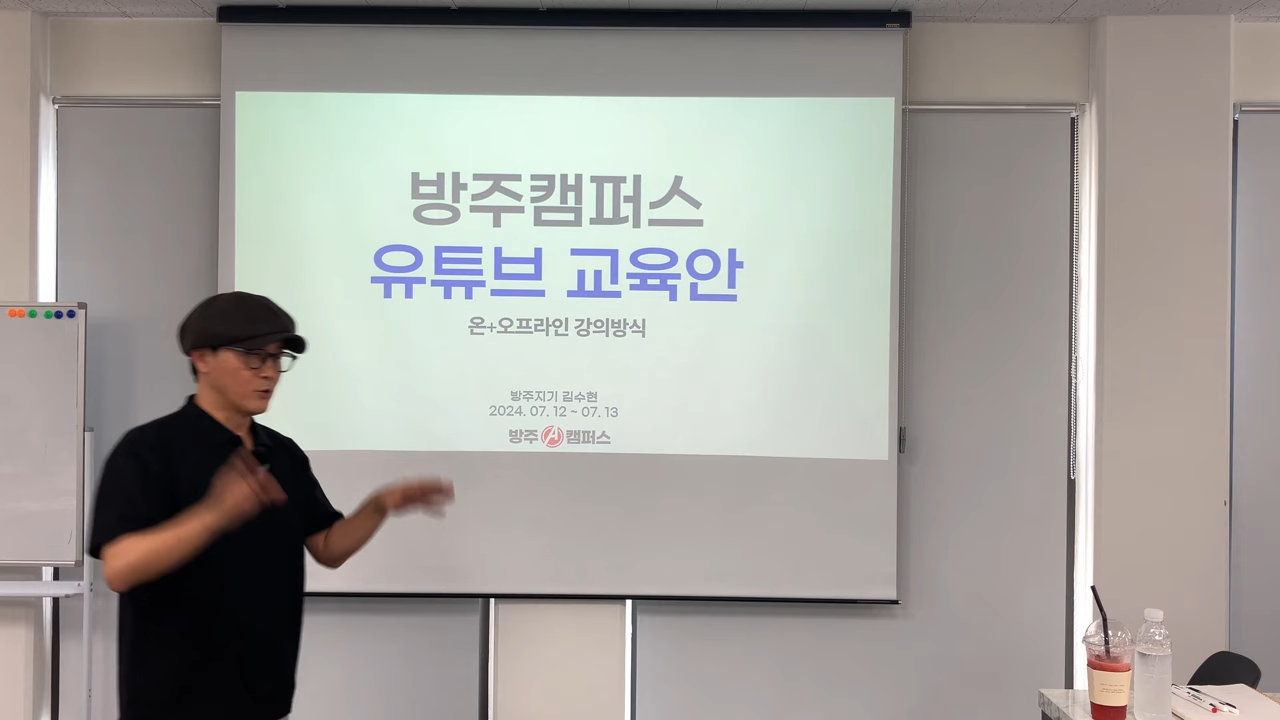 방주캠퍼스
유튜브 교육안
온+오프라인 강의방식
방주지기 김수현
2024. 07. 12 ~ 07. 13
방주 캠퍼스